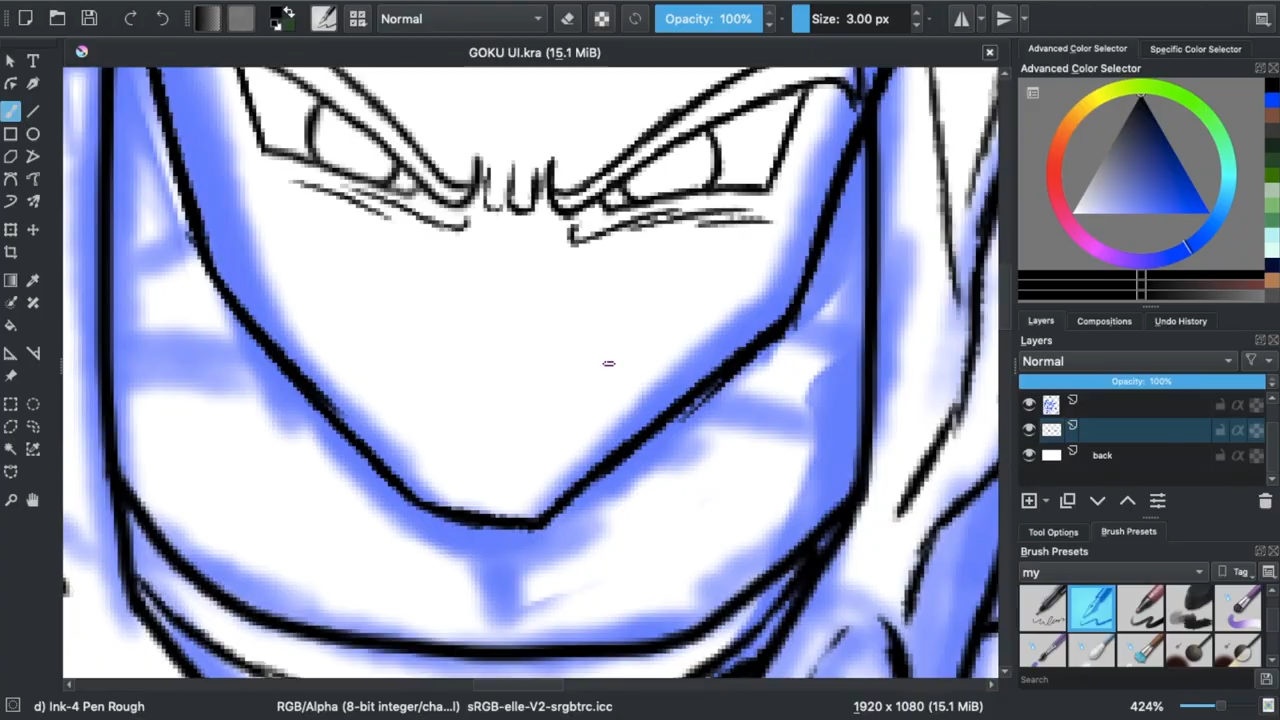 Normal
Opacity: 100%
Size: 3.00 px
GOKU UI.kra (15.1 MiB)
Advanced Color Selector
Specific Color Selector
Advanced Color Selector
Layers
Compositions
Undo History
Layers
Normal
Opacity: 100%
back
Tool Options
Brush Presets
Brush Presets
my
Tag
Search
d) Ink-4 Pen Rough
RGB/Alpha (8-bit integer/cha...l) sRGB-elle-V2-srgbtrc.icc
1920 x 1080 (15.1 MiB)
424%